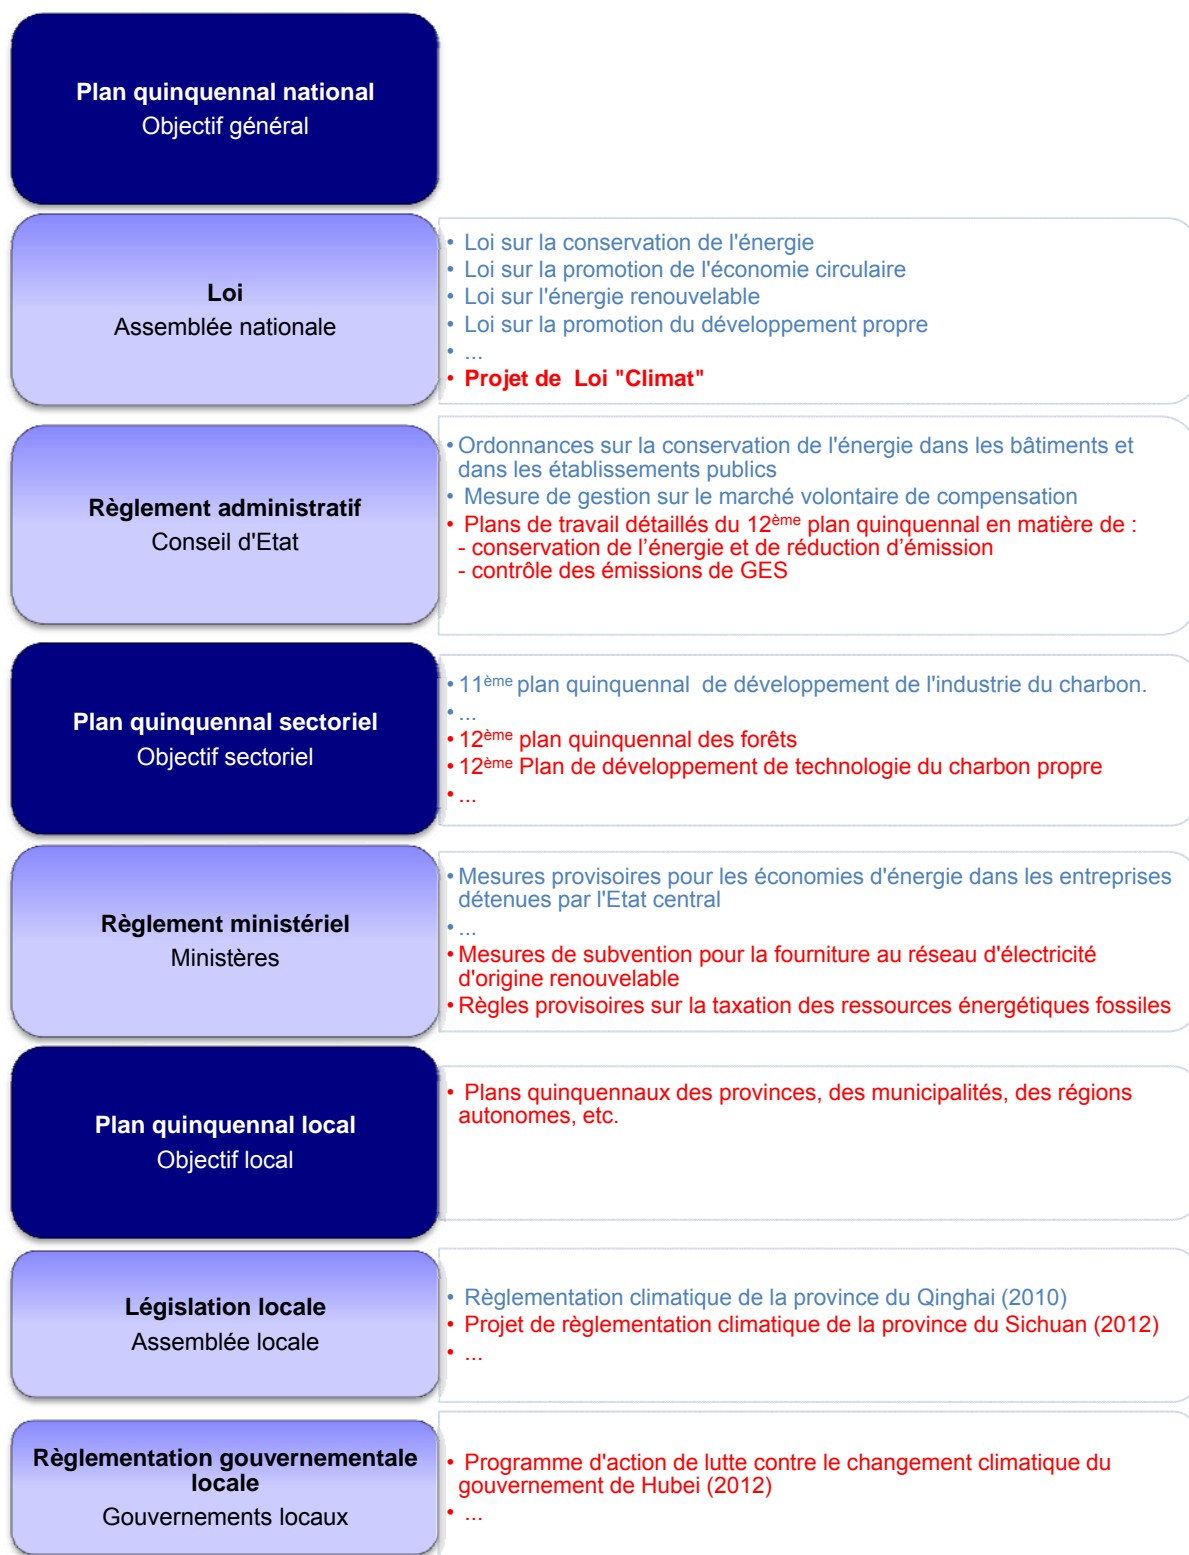 Plan quinquennal national
Objectif général
Loi
Assemblée nationale
• Loi sur la conservation de l'énergie
• Loi sur la promotion de l'économie circulaire
• Loi sur l'énergie renouvelable
• Loi sur la promotion du développement propre
• ...
• Projet de  Loi "Climat"
Règlement administratif
Conseil d'Etat
• Ordonnances sur la conservation de l'énergie dans les bâtiments et
dans les établissements publics
• Mesure de gestion sur le marché volontaire de compensation
• Plans de travail détaillés du 12ème plan quinquennal en matière de :
- conservation de l’énergie et de réduction d’émission
- contrôle des émissions de GES
Plan quinquennal sectoriel
Objectif sectoriel
• 11ème plan quinquennal  de développement de l'industrie du charbon.
• ...
• 12ème plan quinquennal des forêts
• 12ème Plan de développement de technologie du charbon propre
• ...
Règlement ministériel
Ministères
• Mesures provisoires pour les économies d'énergie dans les entreprises
détenues par l'Etat central
• ...
• Mesures de subvention pour la fourniture au réseau d'électricité
d'origine renouvelable
• Règles provisoires sur la taxation des ressources énergétiques fossiles
Plan quinquennal local
Objectif local
• Plans quinquennaux des provinces, des municipalités, des régions
autonomes, etc.
Législation locale
Assemblée locale
• Règlementation climatique de la province du Qinghai (2010)
• Projet de règlementation climatique de la province du Sichuan (2012)
• ...
Règlementation gouvernementale
locale
Gouvernements locaux
• Programme d'action de lutte contre le changement climatique du
gouvernement de Hubei (2012)
• ...